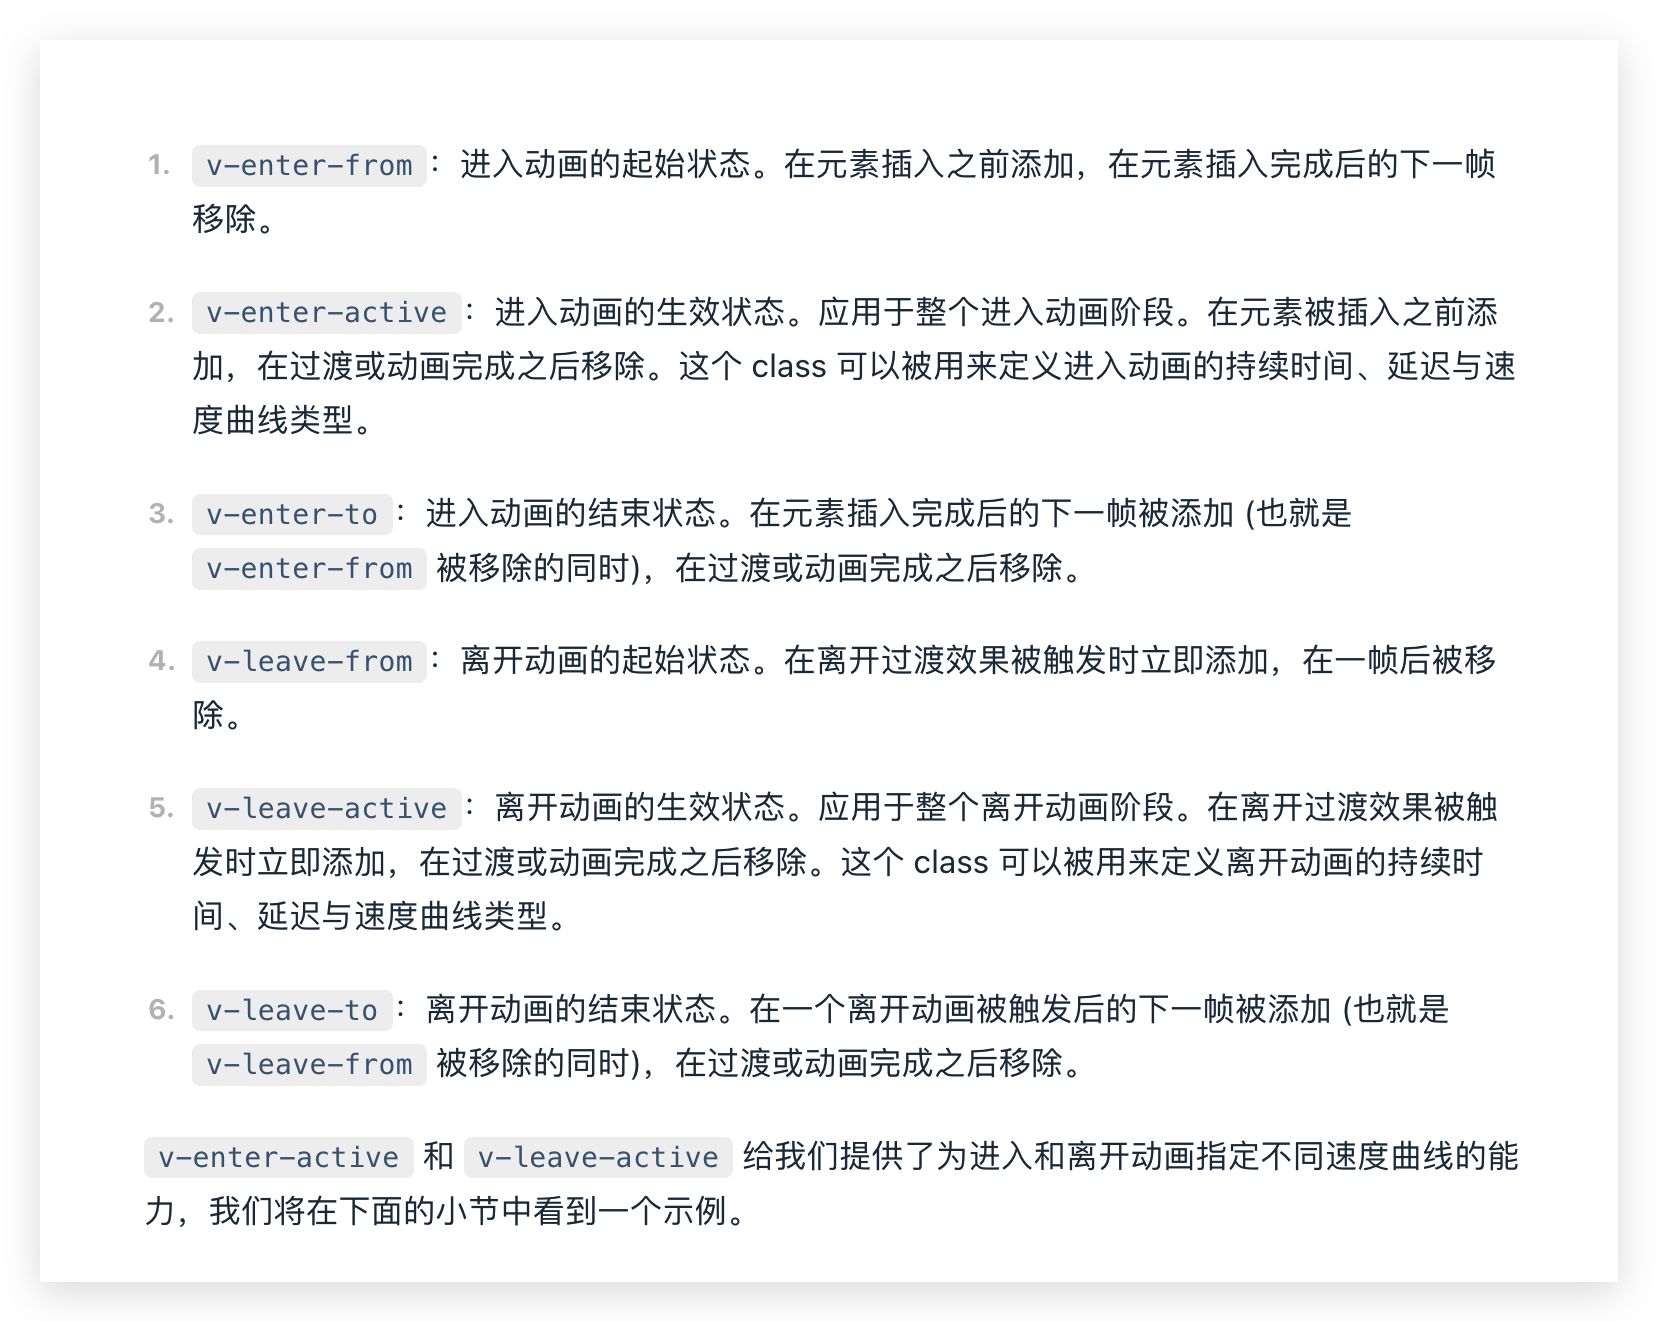 1. v-enter-from：进入动画的起始状态。在元素插入之前添加，在元素插入完成后的下一帧
移除。
2. v-enter-active：进入动画的生效状态。应用于整个进入动画阶段。在元素被插入之前添
加，在过渡或动画完成之后移除。这个 class 可以被用来定义进入动画的持续时间、延迟与速
度曲线类型。
3. v-enter-to：进入动画的结束状态。在元素插入完成后的下一帧被添加 (也就是
v-enter-from 被移除的同时)，在过渡或动画完成之后移除。
4. v-leave-from：离开动画的起始状态。在离开过渡效果被触发时立即添加，在一帧后被移
除。
5. v-leave-active：离开动画的生效状态。应用于整个离开动画阶段。在离开过渡效果被触
发时立即添加，在过渡或动画完成之后移除。这个 class 可以被用来定义离开动画的持续时
间、延迟与速度曲线类型。
6. v-leave-to：离开动画的结束状态。在一个离开动画被触发后的下一帧被添加 (也就是
v-leave-from 被移除的同时)，在过渡或动画完成之后移除。
v-enter-active 和 v-leave-active 给我们提供了为进入和离开动画指定不同速度曲线的能
力，我们将在下面的小节中看到一个示例。